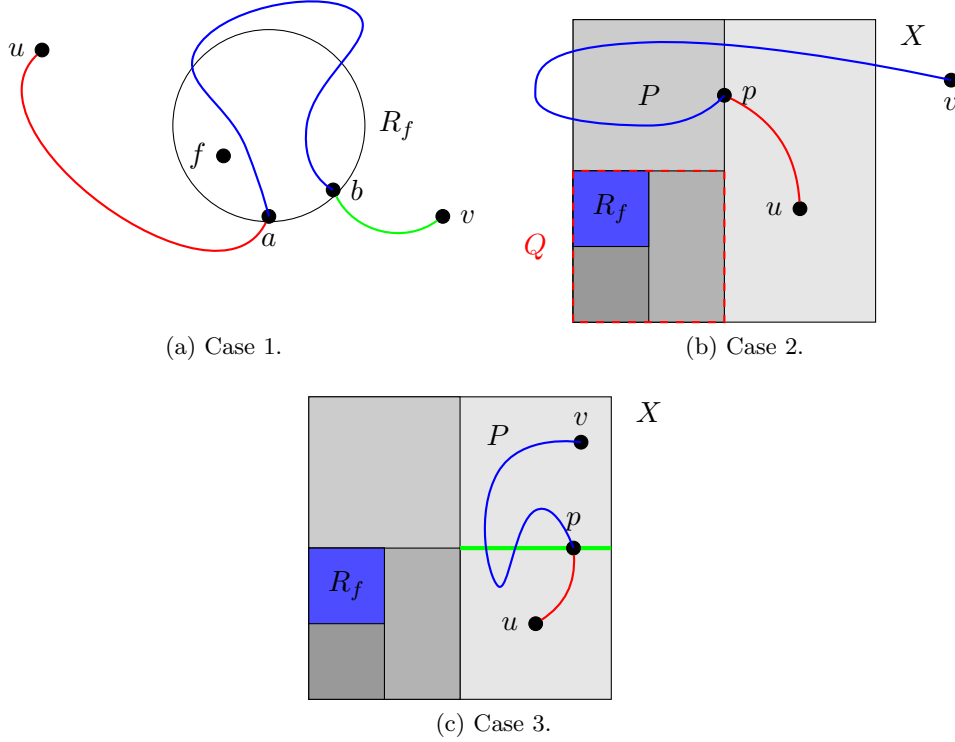 u
R_f
f
b
a
v
(a) Case 1.
X
P
p
v
R_f
u
Q
(b) Case 2.
v
X
P
p
R_f
u
(c) Case 3.